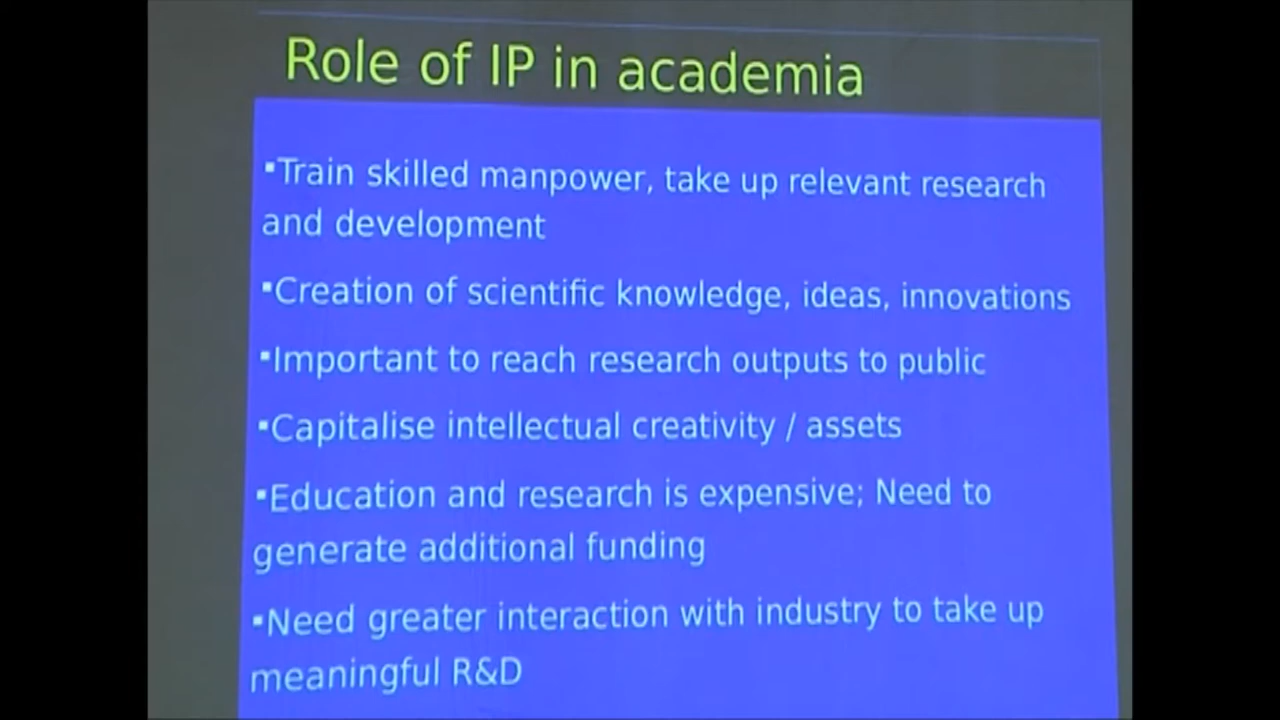 Role of IP in academia
▪Train skilled manpower, take up relevant research
and development
▪Creation of scientific knowledge, ideas, innovations
▪Important to reach research outputs to public
▪Capitalise intellectual creativity / assets
▪Education and research is expensive; Need to
generate additional funding
▪Need greater interaction with industry to take up
meaningful R&D